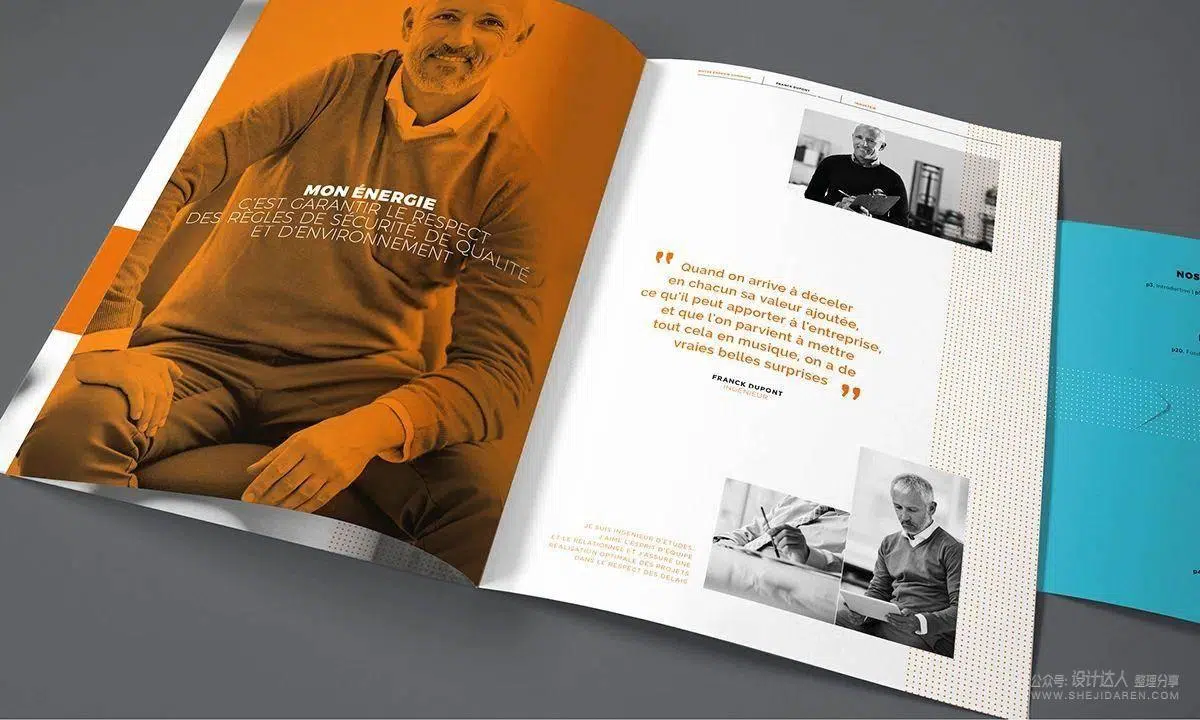 MON ÉNERGIE
C'EST GARANTIR LE RESPECT
DES RÈGLES DE SÉCURITÉ, DE QUALITÉ
ET D'ENVIRONNEMENT
FRANCK DUPONT
" Quand on arrive à déceler
en chacun sa valeur ajoutée,
ce qu'il peut apporter à l'entreprise,
et que l'on parvient à mettre
tout cela en musique, on a de
vraies belles surprises "
FRANCK DUPONT
INGÉNIEUR
JE SUIS INGÉNIEUR D'ÉTUDES,
J'AIME L'ESPRIT D'ÉQUIPE
ET LE RELATIONNEL ET J'ASSURE UNE
RÉALISATION OPTIMALE DES PROJETS
DANS LE RESPECT DES DÉLAIS
NOS
p3. Introduction
p20.
公众号: 设计达人 整理分享
WWW.SHEJIDAREN.COM